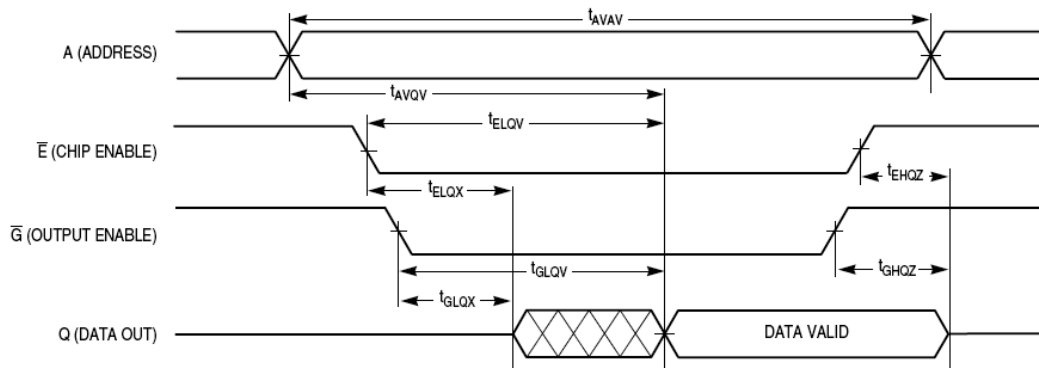 tAVAV
A (ADDRESS)
tAVQV
tELQV
E̅ (CHIP ENABLE)
tEHQZ
tELQX
G̅ (OUTPUT ENABLE)
tGLQV
tGHQZ
tGLQX
Q (DATA OUT)
DATA VALID